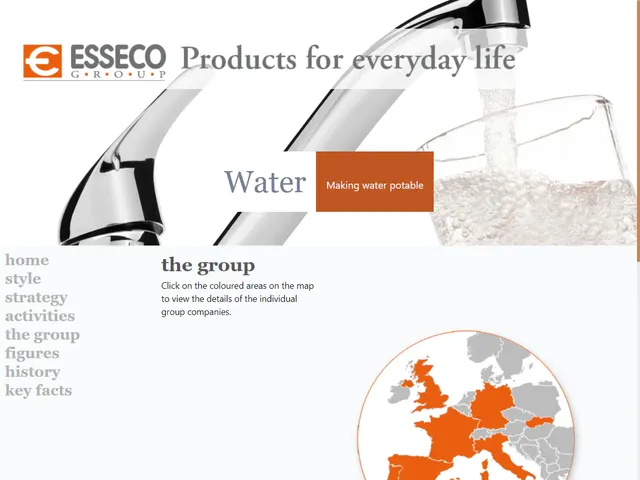 ESSECO
G•R•O•U•P
Products for everyday life
Water
Making water potable
home
style
strategy
activities
the group
figures
history
key facts
the group
Click on the coloured areas on the map
to view the details of the individual
group companies.